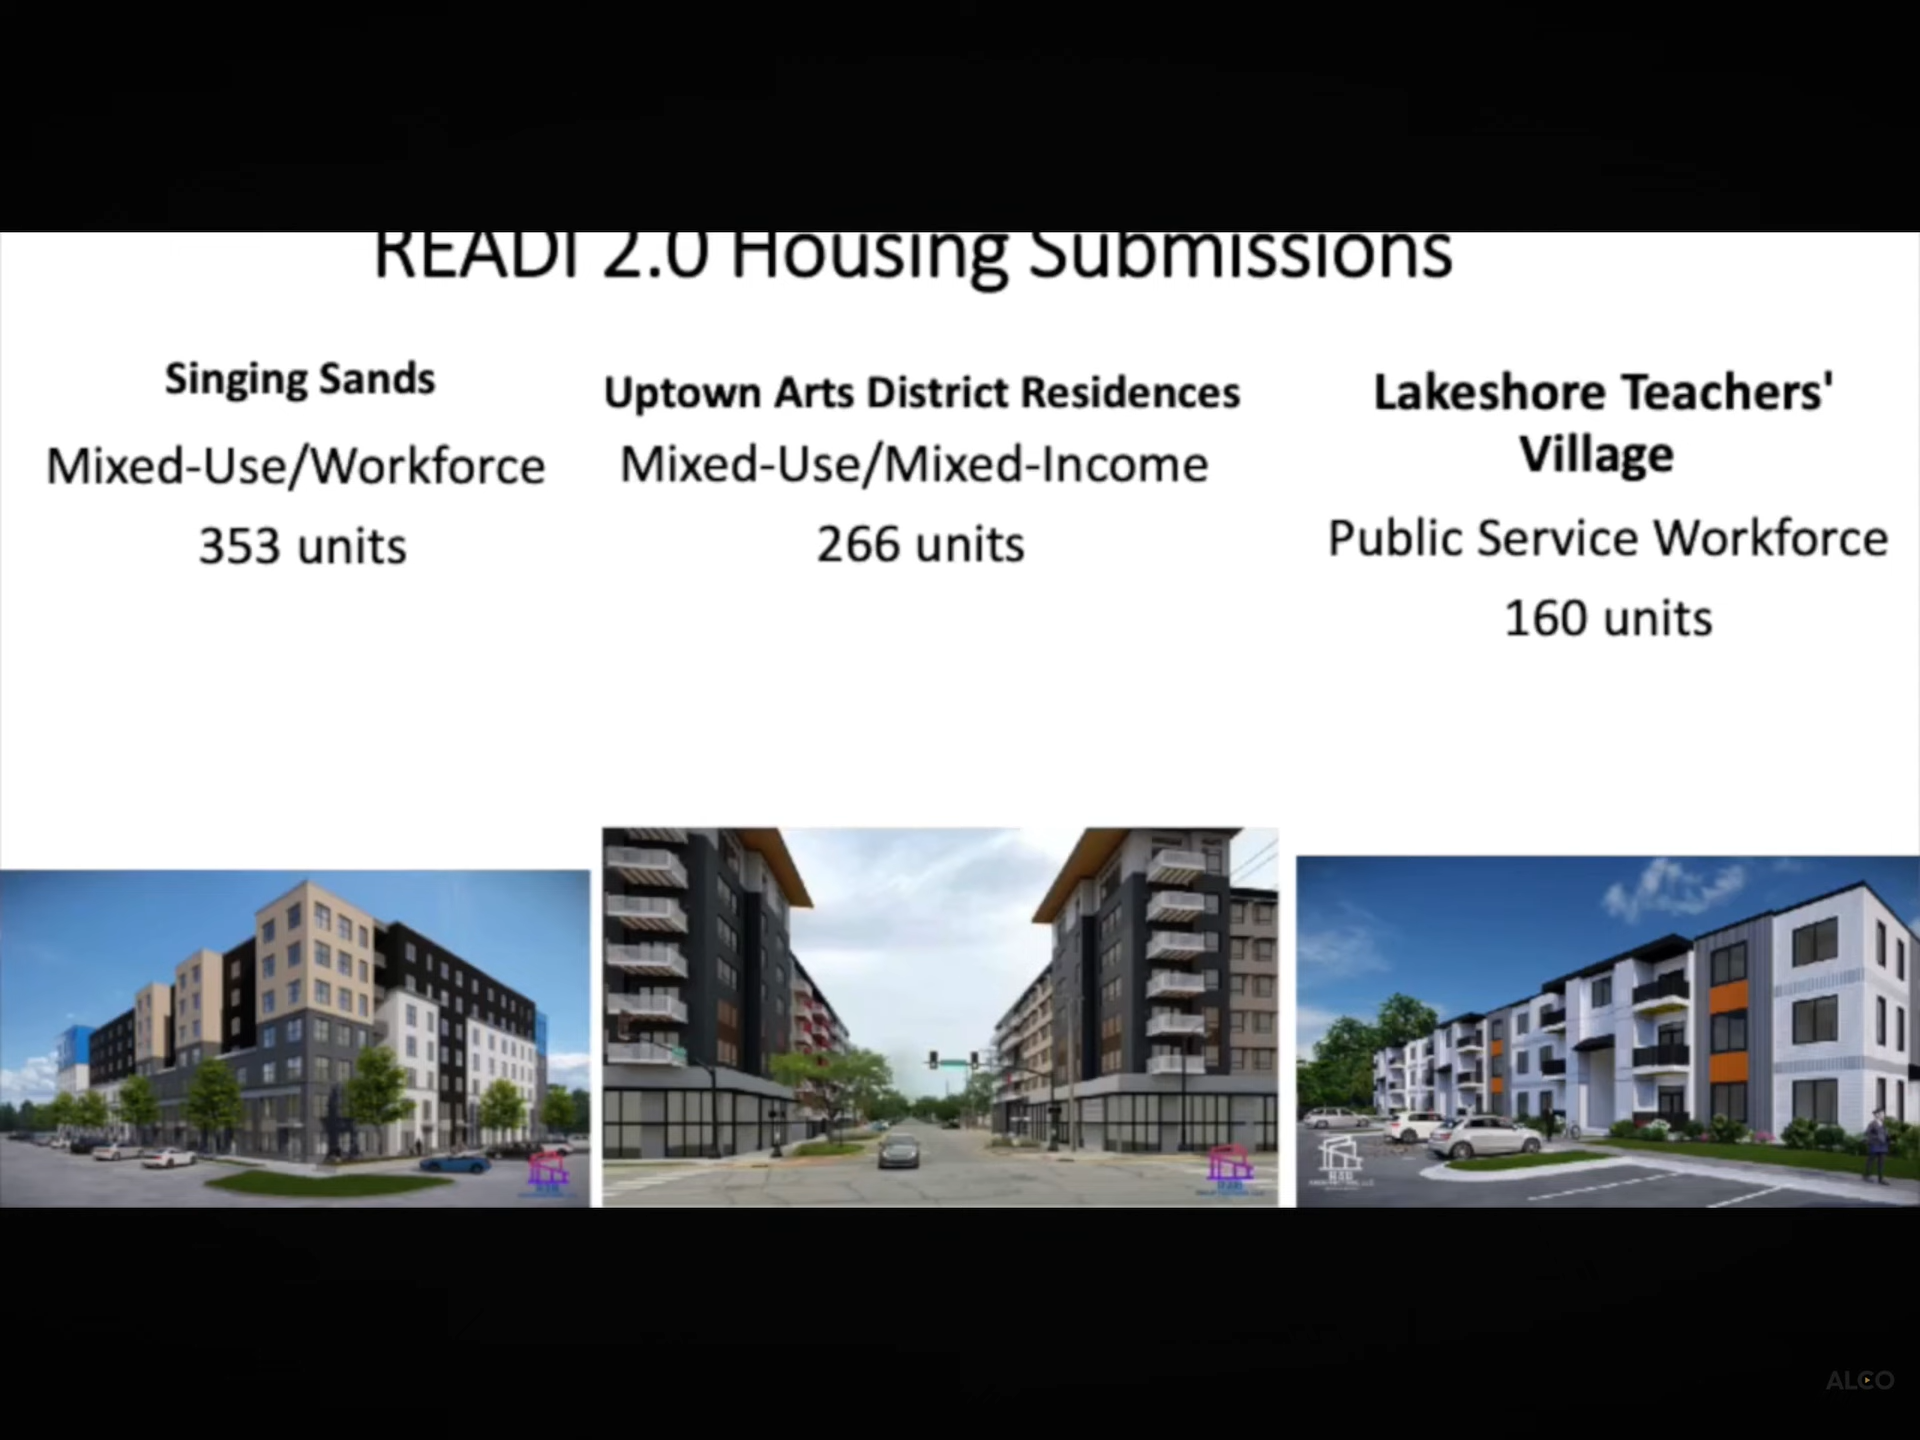 READI 2.0 Housing Submissions
Singing Sands
Mixed-Use/Workforce
353 units
Uptown Arts District Residences
Mixed-Use/Mixed-Income
266 units
Lakeshore Teachers'
Village
Public Service Workforce
160 units
ALCO